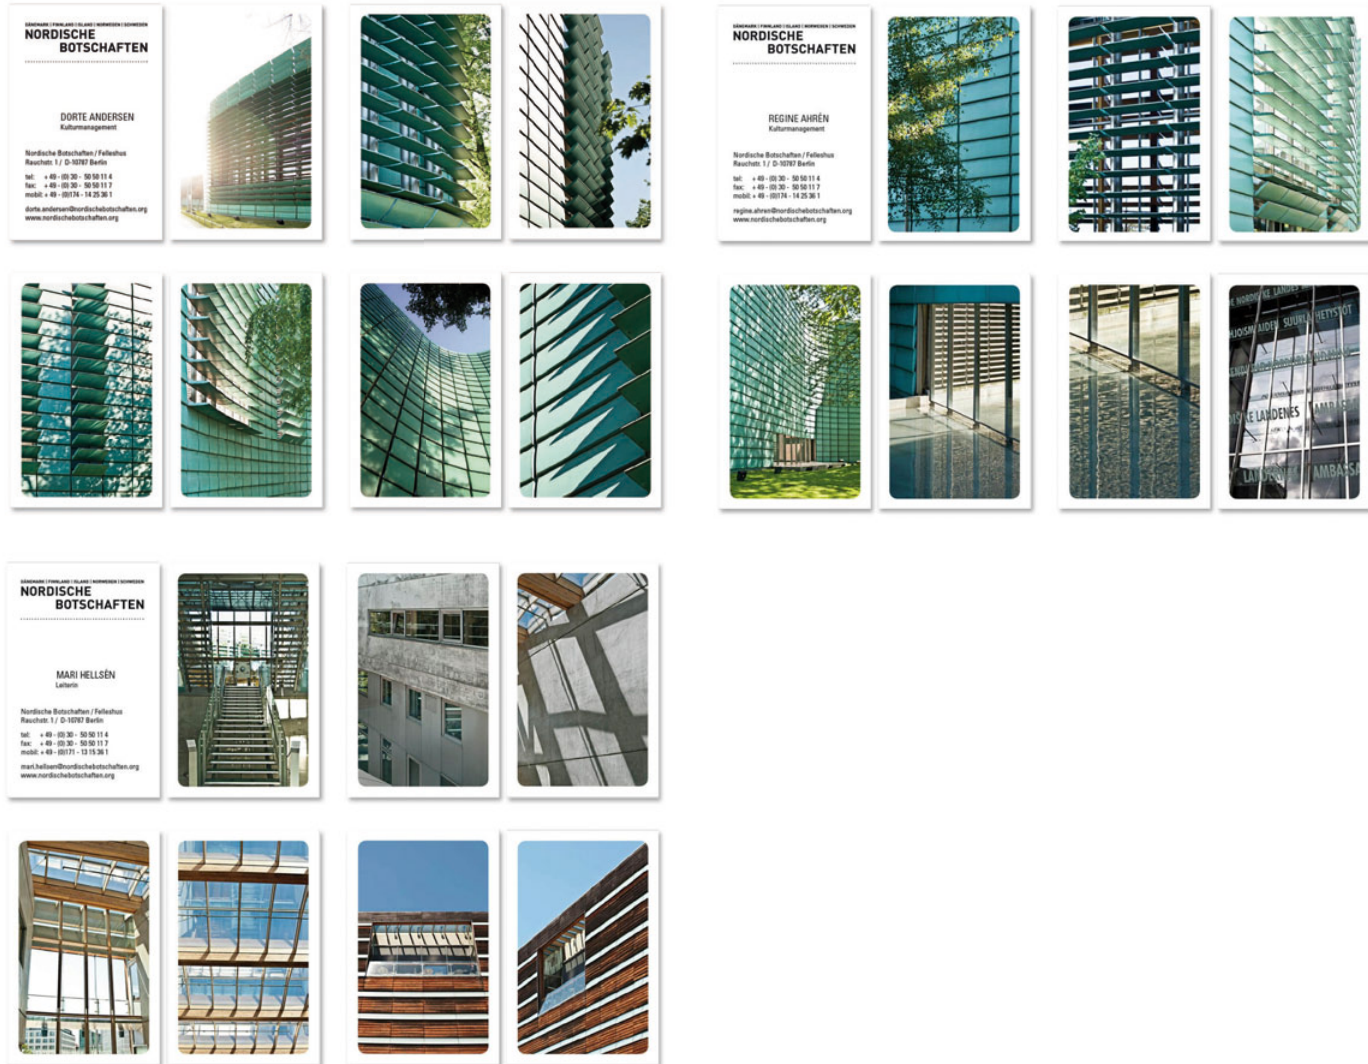 DÄNEMARK | FINNLAND | ISLAND | NORWEGEN | SCHWEDEN
NORDISCHE
BOTSCHAFTEN
DORTE ANDERSEN
Kulturmanagement
Nordische Botschaften / Felleshus
Rauchstr. 1 / D-10787 Berlin
tel: + 49 - (0) 30 - 50 50 11 4
fax: + 49 - (0) 30 - 50 50 11 7
mobil: + 49 - (0)174 - 14 25 36 1
dorte.andersen@nordischebotschaften.org
www.nordischebotschaften.org
DÄNEMARK | FINNLAND | ISLAND | NORWEGEN | SCHWEDEN
NORDISCHE
BOTSCHAFTEN
REGINE AHRÉN
Kulturmanagement
Nordische Botschaften / Felleshus
Rauchstr. 1 / D-10787 Berlin
tel: + 49 - (0) 30 - 50 50 11 4
fax: + 49 - (0) 30 - 50 50 11 7
mobil: + 49 - (0)174 - 14 25 36 1
regine.ahren@nordischebotschaften.org
www.nordischebotschaften.org
DE NORDISKE LANDES
SUURLÄHETYSTÖT
LANDENES AMBASSA
AMBASSA
DÄNEMARK | FINNLAND | ISLAND | NORWEGEN | SCHWEDEN
NORDISCHE
BOTSCHAFTEN
MARI HELLSÉN
Leiterin
Nordische Botschaften / Felleshus
Rauchstr. 1 / D-10787 Berlin
tel: + 49 - (0) 30 - 50 50 11 4
fax: + 49 - (0) 30 - 50 50 11 7
mobil: + 49 - (0)171 - 13 15 36 1
mari.hellsen@nordischebotschaften.org
www.nordischebotschaften.org